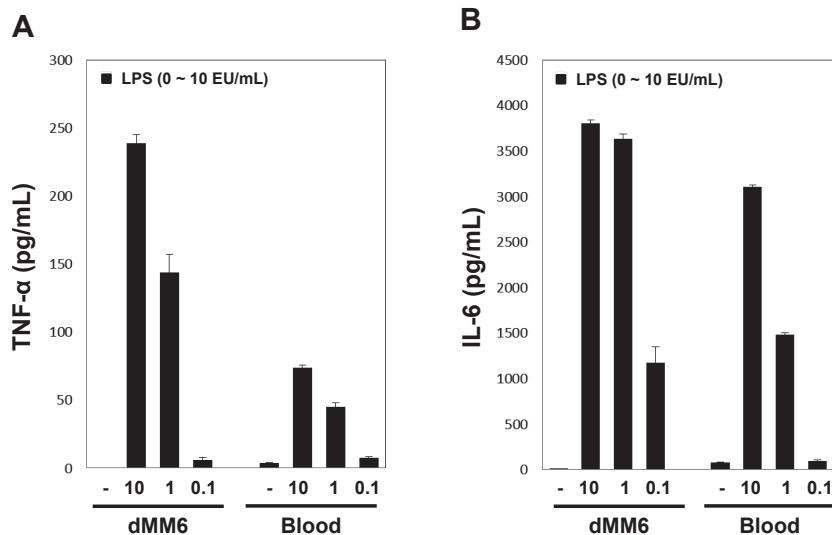 A
300
250
200
150
100
50
0
TNF-α (pg/mL)
LPS (0 ~ 10 EU/mL)
- 10 1 0.1 - 10 1 0.1
dMM6 Blood
B
4500
4000
3500
3000
2500
2000
1500
1000
500
0
IL-6 (pg/mL)
LPS (0 ~ 10 EU/mL)
- 10 1 0.1 - 10 1 0.1
dMM6 Blood